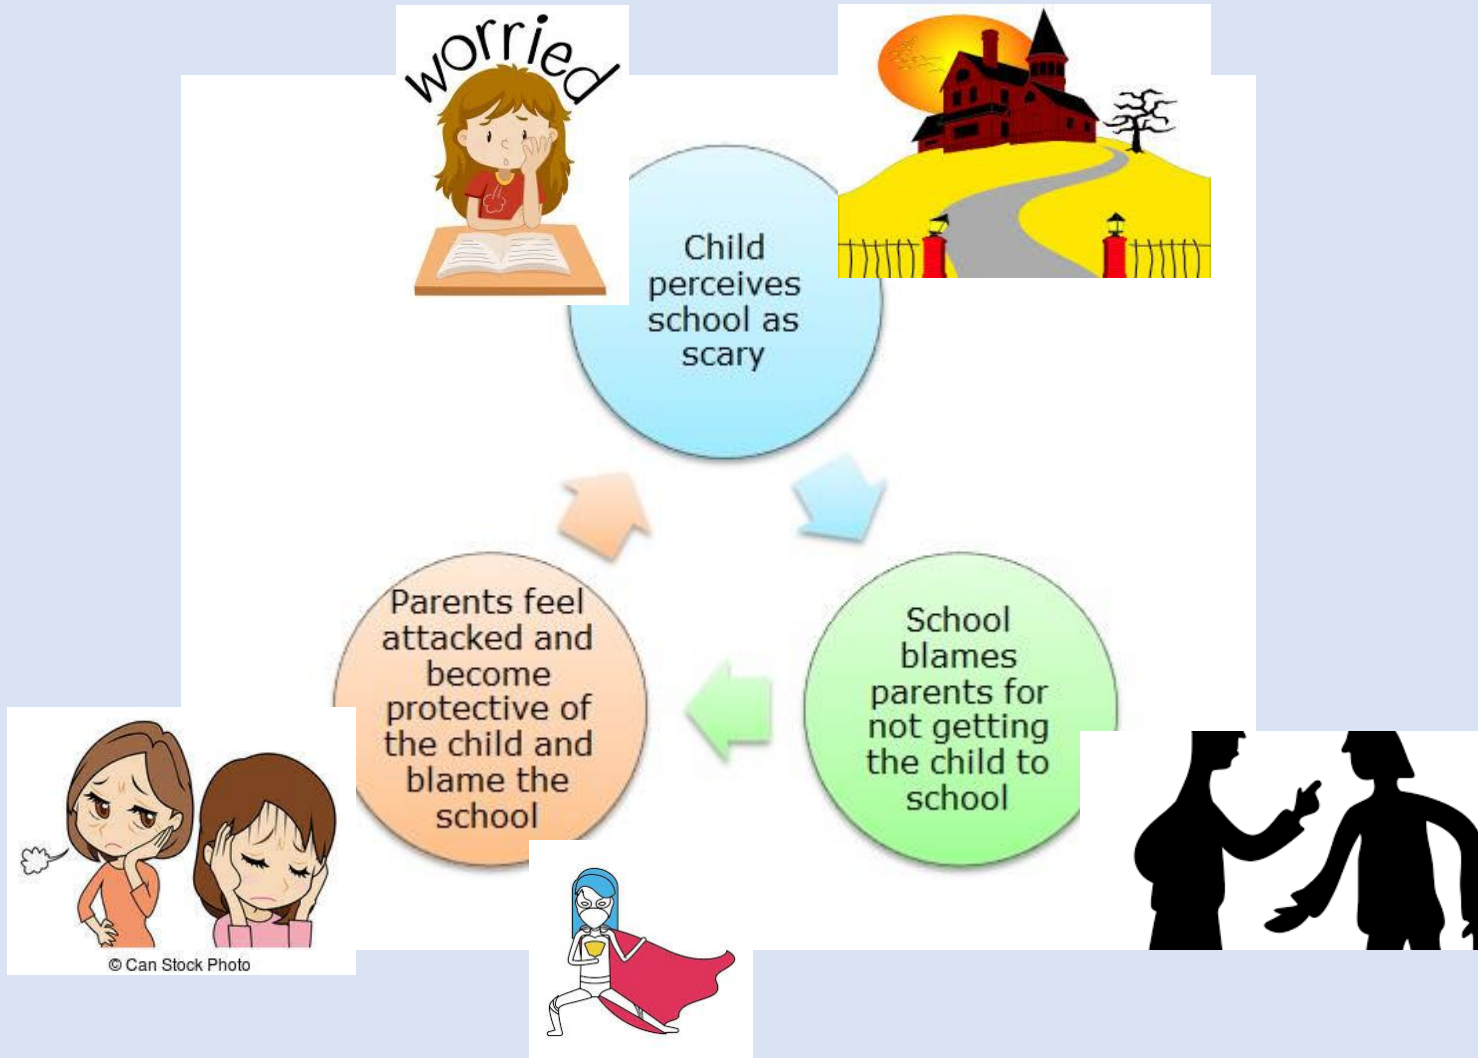 worried
Child
perceives
school as
scary
Parents feel
attacked and
become
protective of
the child and
blame the
school
School
blames
parents for
not getting
the child to
school
© Can Stock Photo